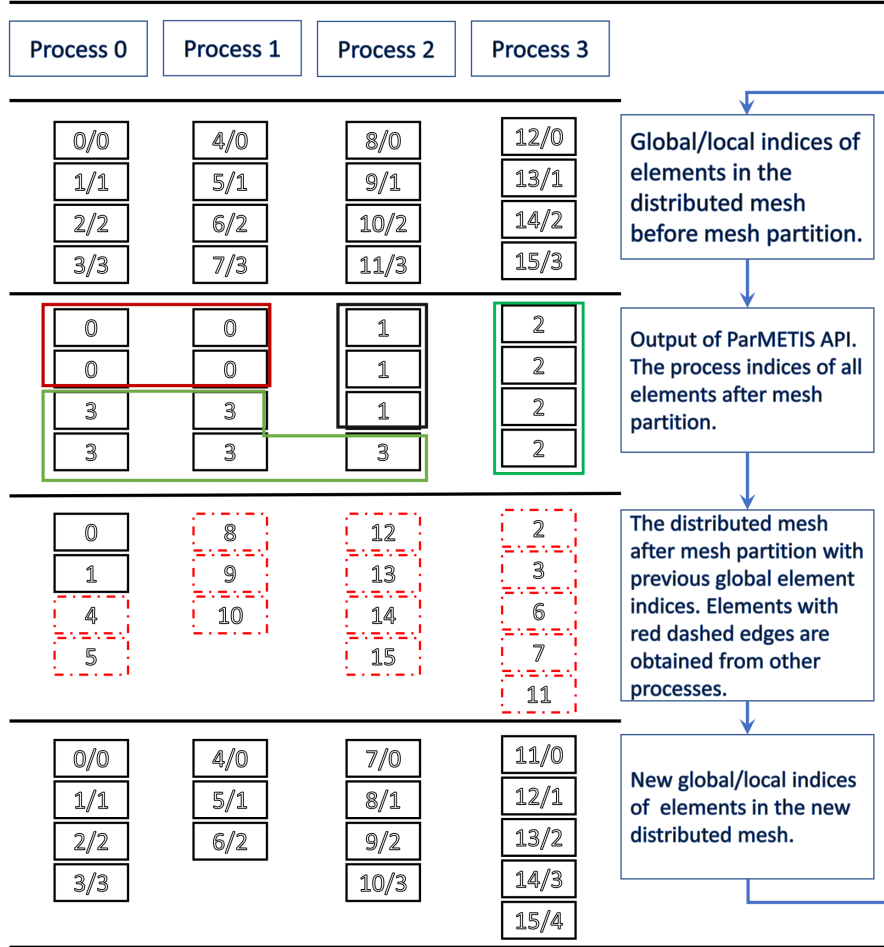 Process 0
Process 1
Process 2
Process 3
0/0
4/0
8/0
12/0
1/1
5/1
9/1
13/1
2/2
6/2
10/2
14/2
3/3
7/3
11/3
15/3
Global/local indices of
elements in the
distributed mesh
before mesh partition.
0
0
1
2
0
0
1
2
3
3
1
2
3
3
3
2
Output of ParMETIS API.
The process indices of all
elements after mesh
partition.
0
8
12
2
1
9
13
3
4
10
14
6
5
15
7
11
The distributed mesh
after mesh partition with
previous global element
indices. Elements with
red dashed edges are
obtained from other
processes.
0/0
4/0
7/0
11/0
1/1
5/1
8/1
12/1
2/2
6/2
9/2
13/2
3/3
10/3
14/3
15/4
New global/local indices
of elements in the new
distributed mesh.